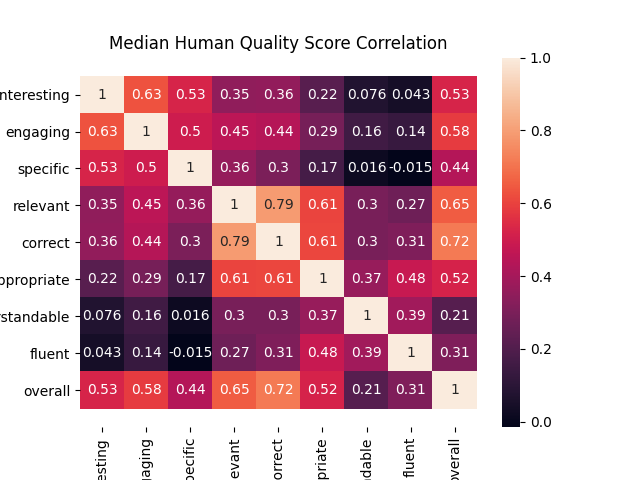 Median Human Quality Score Correlation
nteresting 1 0.63 0.53 0.35 0.36 0.22 0.076 0.043 0.53
engaging 0.63 1 0.5 0.45 0.44 0.29 0.16 0.14 0.58
specific 0.53 0.5 1 0.36 0.3 0.17 0.016 -0.015 0.44
relevant 0.35 0.45 0.36 1 0.79 0.61 0.3 0.27 0.65
correct 0.36 0.44 0.3 0.79 1 0.61 0.3 0.31 0.72
ppropriate 0.22 0.29 0.17 0.61 0.61 1 0.37 0.48 0.52
rstandable 0.076 0.16 0.016 0.3 0.3 0.37 1 0.39 0.21
fluent 0.043 0.14 -0.015 0.27 0.31 0.48 0.39 1 0.31
overall 0.53 0.58 0.44 0.65 0.72 0.52 0.21 0.31 1
esting
gaging
pecific
evant
orrect
priate
ndable
fluent
overall
1.0
0.8
0.6
0.4
0.2
0.0